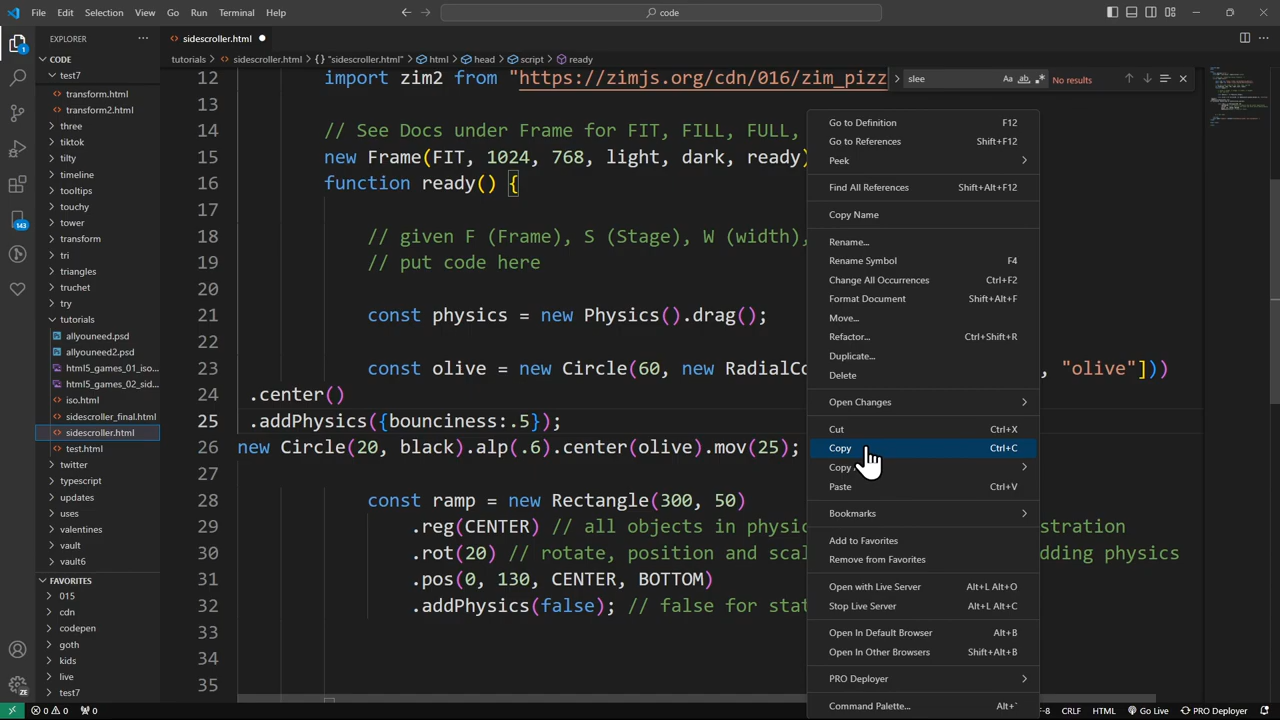 File Edit Selection View Go Run Terminal Help
code
EXPLORER
sidescroller.html
CODE
test7
transform.html
transform2.html
three
tiktok
tilty
timeline
tooltips
touchy
tower
transform
tri
triangles
truchet
try
tutorials
allyouneed.psd
allyouneed2.psd
html5_games_01_iso...
html5_games_02_sid...
iso.html
sidescroller_final.html
sidescroller.html
test.html
twitter
typescript
updates
uses
valentines
vault
vault6
FAVORITES
015
cdn
codepen
goth
kids
live
test7
tutorials > sidescroller.html > "sidescroller.html" > html > head > script > ready
slee
Aa ab
No results
12 import zim2 from "https://zimjs.org/cdn/016/zim_pizz
13
14 // See Docs under Frame for FIT, FILL, FULL,
15 new Frame(FIT, 1024, 768, light, dark, ready)
16 function ready() {
17
18 // given F (Frame), S (Stage), W (width),
19 // put code here
20
21 const physics = new Physics().drag();
22
23 const olive = new Circle(60, new RadialCo , "olive"]))
24 .center()
25 .addPhysics({bounciness:.5});
26 new Circle(20, black).alp(.6).center(olive).mov(25);
27
28 const ramp = new Rectangle(300, 50)
29 .reg(CENTER) // all objects in physic stration
30 .rot(20) // rotate, position and scal dding physics
31 .pos(0, 130, CENTER, BOTTOM)
32 .addPhysics(false); // false for stat
33
34
35
Go to Definition F12
Go to References Shift+F12
Peek
Find All References Shift+Alt+F12
Copy Name
Rename...
Rename Symbol F4
Change All Occurrences Ctrl+F2
Format Document Shift+Alt+F
Move...
Refactor... Ctrl+Shift+R
Duplicate...
Delete
Open Changes
Cut Ctrl+X
Copy Ctrl+C
Copy
Paste Ctrl+V
Bookmarks
Add to Favorites
Remove from Favorites
Open with Live Server Alt+L Alt+O
Stop Live Server Alt+L Alt+C
Open In Default Browser Alt+B
Open In Other Browsers Shift+Alt+B
PRO Deployer
Command Palette... Alt+`
1
143
ZE
0 0 0
F-8 CRLF HTML Go Live PRO Deployer